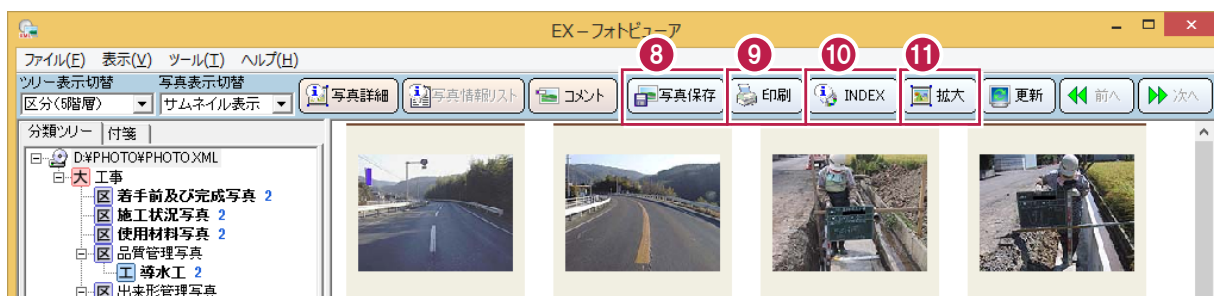 EX－フォトビューア
ファイル(F) 表示(V) ツール(T) ヘルプ(H)
8 9 10 11
ツリー表示切替 写真表示切替
区分(5階層) サムネイル表示 写真詳細 写真情報リスト コメント 写真保存 印刷 INDEX 拡大 更新 前へ 次へ
分類ツリー 付箋
D:¥PHOTO¥PHOTO.XML
大 工事
区 着手前及び完成写真 2
区 施工状況写真 2
区 使用材料写真 2
区 品質管理写真
工 導水工 2
区 出来形管理写真